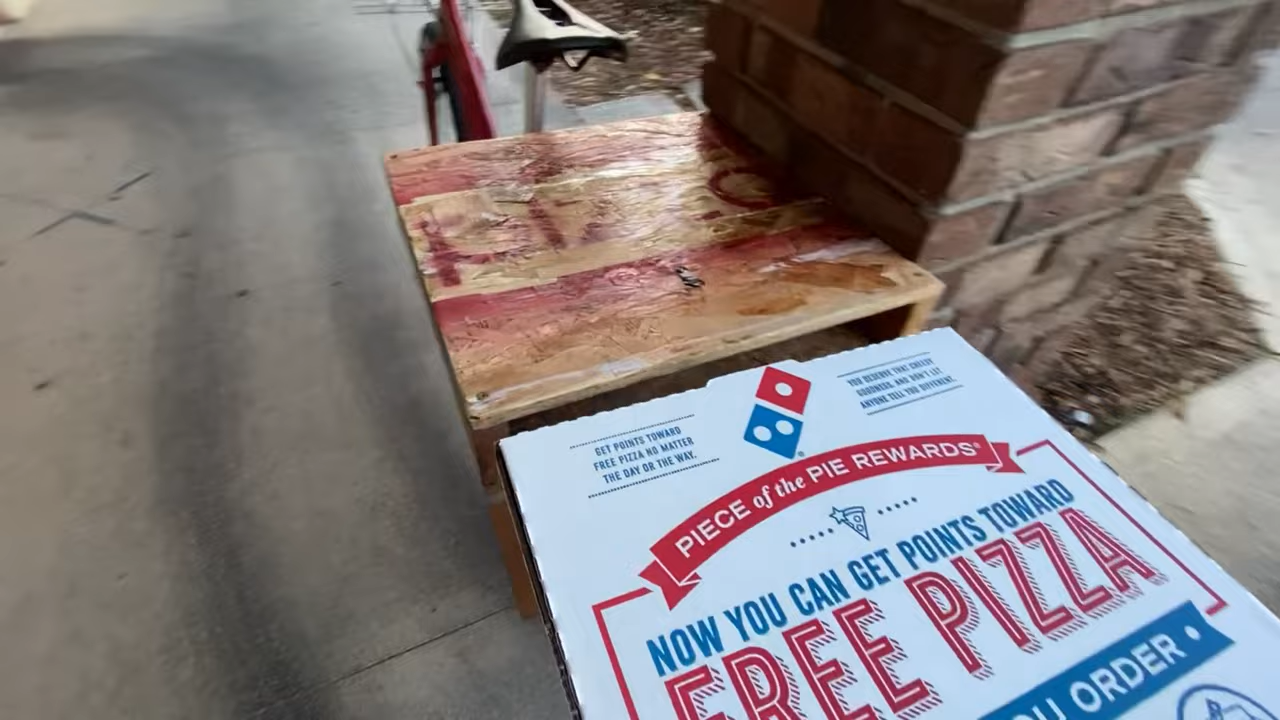 GET POINTS TOWARD
FREE PIZZA NO MATTER
THE DAY OR THE WAY.
YOU DESERVE THAT CHEESY
GOODNESS. AND DON'T LET
ANYONE TELL YOU DIFFERENT.
PIECE of the PIE REWARDS®
NOW YOU CAN GET POINTS TOWARD
FREE PIZZA
OU ORDER